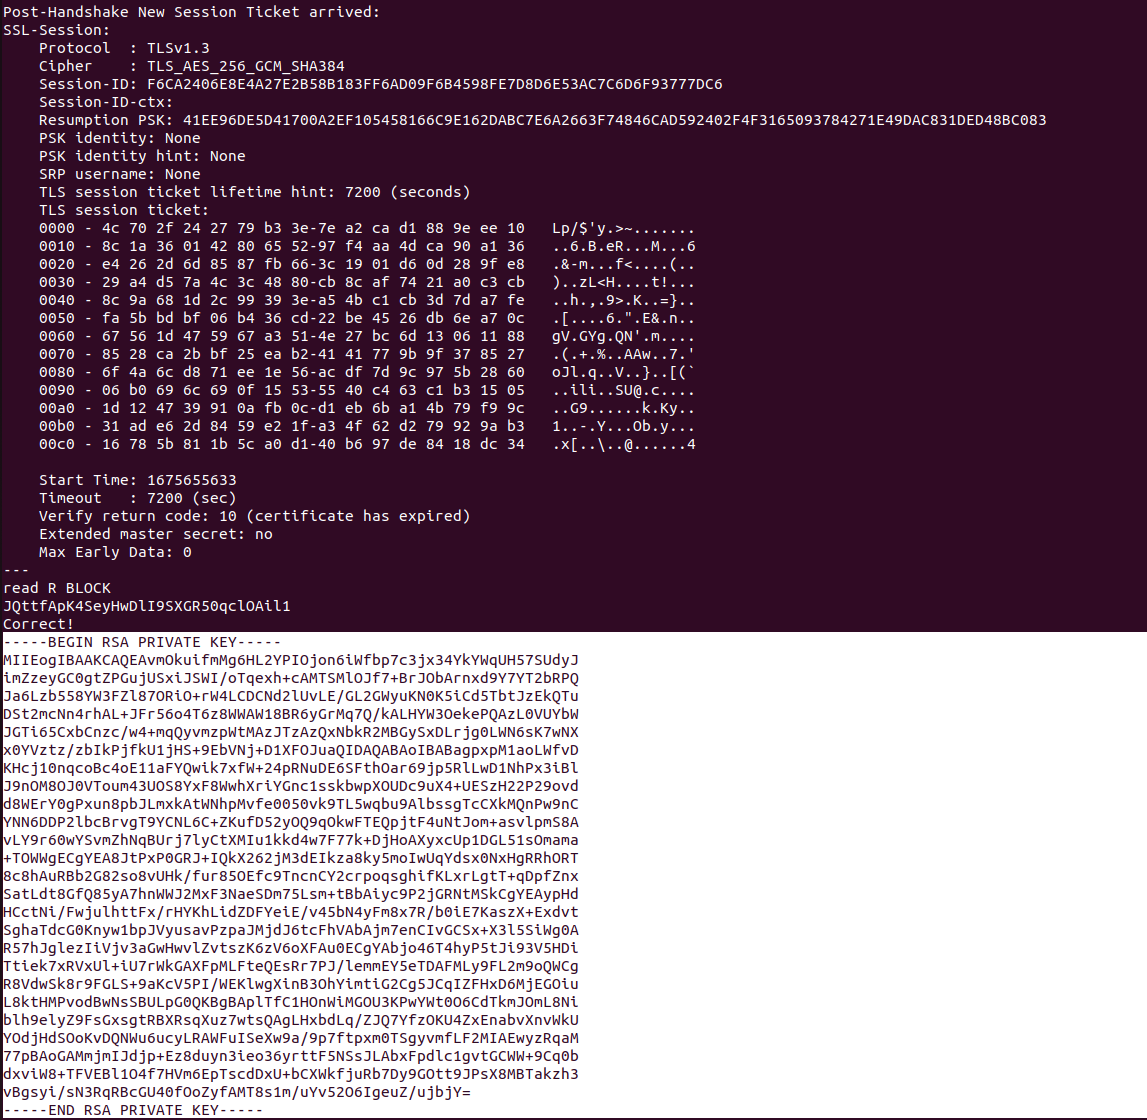 Post-Handshake New Session Ticket arrived:
SSL-Session:
    Protocol  : TLSv1.3
    Cipher    : TLS_AES_256_GCM_SHA384
    Session-ID: F6CA2406E8E4A27E2B58B183FF6AD09F6B4598FE7D8D6E53AC7C6D6F93777DC6
    Session-ID-ctx:
    Resumption PSK: 41EE96DE5D41700A2EF105458166C9E162DABC7E6A2663F74846CAD592402F4F3165093784271E49DAC831DED48BC083
    PSK identity: None
    PSK identity hint: None
    SRP username: None
    TLS session ticket lifetime hint: 7200 (seconds)
    TLS session ticket:
    0000 - 4c 70 2f 24 27 79 b3 3e-7e a2 ca d1 88 9e ee 10   Lp/$'y.>~.......
    0010 - 8c 1a 36 01 42 80 65 52-97 f4 aa 4d ca 90 a1 36   ..6.B.eR...M...6
    0020 - e4 26 2d 6d 85 87 fb 66-3c 19 01 d6 0d 28 9f e8   .&-m...f<....(..
    0030 - 29 a4 d5 7a 4c 3c 48 80-cb 8c af 74 21 a0 c3 cb   )..zL<H....t!...
    0040 - 8c 9a 68 1d 2c 99 39 3e-a5 4b c1 cb 3d 7d a7 fe   ..h.,.9>.K..=}..
    0050 - fa 5b bd bf 06 b4 36 cd-22 be 45 26 db 6e a7 0c   .[....6.".E&.n..
    0060 - 67 56 1d 47 59 67 a3 51-4e 27 bc 6d 13 06 11 88   gV.GYg.QN'.m....
    0070 - 85 28 ca 2b bf 25 ea b2-41 41 77 9b 9f 37 85 27   .(.+.%..AAw..7.'
    0080 - 6f 4a 6c d8 71 ee 1e 56-ac df 7d 9c 97 5b 28 60   oJl.q..V..}..[(`
    0090 - 06 b0 69 6c 69 0f 15 53-55 40 c4 63 c1 b3 15 05   ..ili..SU@.c....
    00a0 - 1d 12 47 39 91 0a fb 0c-d1 eb 6b a1 4b 79 f9 9c   ..G9......k.Ky..
    00b0 - 31 ad e6 2d 84 59 e2 1f-a3 4f 62 d2 79 92 9a b3   1..-.Y...Ob.y...
    00c0 - 16 78 5b 81 1b 5c a0 d1-40 b6 97 de 84 18 dc 34   .x[..\..@......4
    Start Time: 1675655633
    Timeout   : 7200 (sec)
    Verify return code: 10 (certificate has expired)
    Extended master secret: no
    Max Early Data: 0
---
read R BLOCK
JQttfApK4SeyHwDlI9SXGR50qclOAil1
Correct!
-----BEGIN RSA PRIVATE KEY-----
MIIEogIBAAKCAQEAvmOkuifmMg6HL2YPIOjon6iWfbp7c3jx34YkYWqUH57SUdyJ
imZzeyGC0gtZPGujUSxiJSWI/oTqexh+cAMTSMlOJf7+BrJObArnxd9Y7YT2bRPQ
Ja6Lzb558YW3FZl87ORiO+rW4LCDCNd2lUvLE/GL2GWyuKN0K5iCd5TbtJzEkQTu
DSt2mcNn4rhAL+JFr56o4T6z8WWAW18BR6yGrMq7Q/kALHYW3OekePQAzL0VUYbW
JGTi65CxbCnzc/w4+mqQyvmzpWtMAzJTzAzQxNbkR2MBGySxDLrjg0LWN6sK7wNX
x0YVztz/zbIkPjfkU1jHS+9EbVNj+D1XFOJuaQIDAQABAoIBABagpxpM1aoLWfvD
KHcj10nqcoBc4oE11aFYQwik7xfW+24pRNuDE6SFthOar69jp5RlLwD1NhPx3iBl
J9nOM8OJ0VToum43UOS8YxF8WwhXriYGnc1sskbwpXOUDc9uX4+UESzH22P29ovd
d8WErY0gPxun8pbJLmxkAtWNhpMvfe0050vk9TL5wqbu9AlbssgTcCXkMQnPw9nC
YNN6DDP2lbcBrvgT9YCNL6C+ZKufD52yOQ9qOkwFTEQpjtF4uNtJom+asvlpmS8A
vLY9r60wYSvmZhNqBUrj7lyCtXMIu1kkd4w7F77k+DjHoAXyxcUp1DGL51sOmama
+TOWWgECgYEA8JtPxP0GRJ+IQkX262jM3dEIkza8ky5moIwUqYdsx0NxHgRRhORT
8c8hAuRBb2G82so8vUHk/fur85OEfc9TncnCY2crpoqsghifKLxrLgtT+qDpfZnx
SatLdt8GfQ85yA7hnWWJ2MxF3NaeSDm75Lsm+tBbAiyc9P2jGRNtMSkCgYEAypHd
HCctNi/FwjulhttFx/rHYKhLidZDFYeiE/v45bN4yFm8x7R/b0iE7KaszX+Exdvt
SghaTdcG0Knyw1bpJVyusavPzpaJMjdJ6tcFhVAbAjm7enCIvGCSx+X3l5SiWg0A
R57hJglezIiVjv3aGwHwvlZvtszK6zV6oXFAu0ECgYAbjo46T4hyP5tJi93V5HDi
Ttiek7xRVxUl+iU7rWkGAXFpMLFteQEsRr7PJ/lemmEY5eTDAFMLy9FL2m9oQWCg
R8VdwSk8r9FGLS+9aKcV5PI/WEKlwgXinB3OhYimtiG2Cg5JCqIZFHxD6MjEGOiu
L8ktHMPvodBwNsSBULpG0QKBgBAplTfC1HOnWiMGOU3KPwYWt0O6CdTkmJOmL8Ni
blh9elyZ9FsGxsgtRBXRsqXuz7wtsQAgLHxbdLq/ZJQ7YfzOKU4ZxEnabvXnvWkU
YOdjHdSOoKvDQNWu6ucyLRAWFuISeXw9a/9p7ftpxm0TSgyvmfLF2MIAEwyzRqaM
77pBAoGAMmjmIJdjp+Ez8duyn3ieo36yrttF5NSsJLAbxFpdlc1gvtGCWW+9Cq0b
dxviW8+TFVEBl1O4f7HVm6EpTscdDxU+bCXWkfjuRb7Dy9GOtt9JPsX8MBTakzh3
vBgsyi/sN3RqRBcGU40fOoZyfAMT8s1m/uYv52O6IgeuZ/ujbjY=
-----END RSA PRIVATE KEY-----